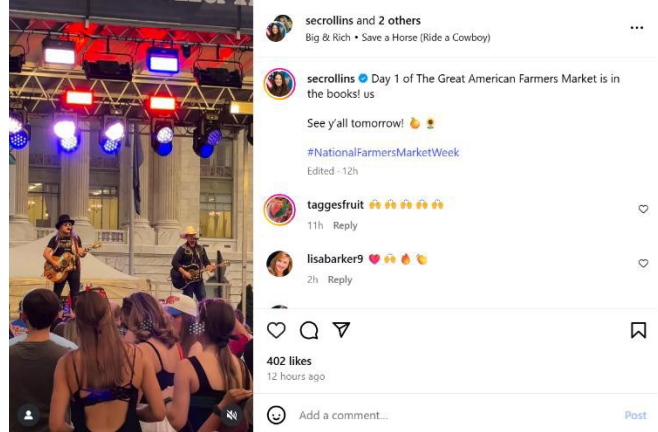 secrollins and 2 others
Big & Rich • Save a Horse (Ride a Cowboy)
secrollins Day 1 of The Great American Farmers Market is in
the books! us
See y'all tomorrow!
#NationalFarmersMarketWeek
Edited · 12h
taggesfruit
11h Reply
lisabarker9
2h Reply
402 likes
12 hours ago
Add a comment...
Post